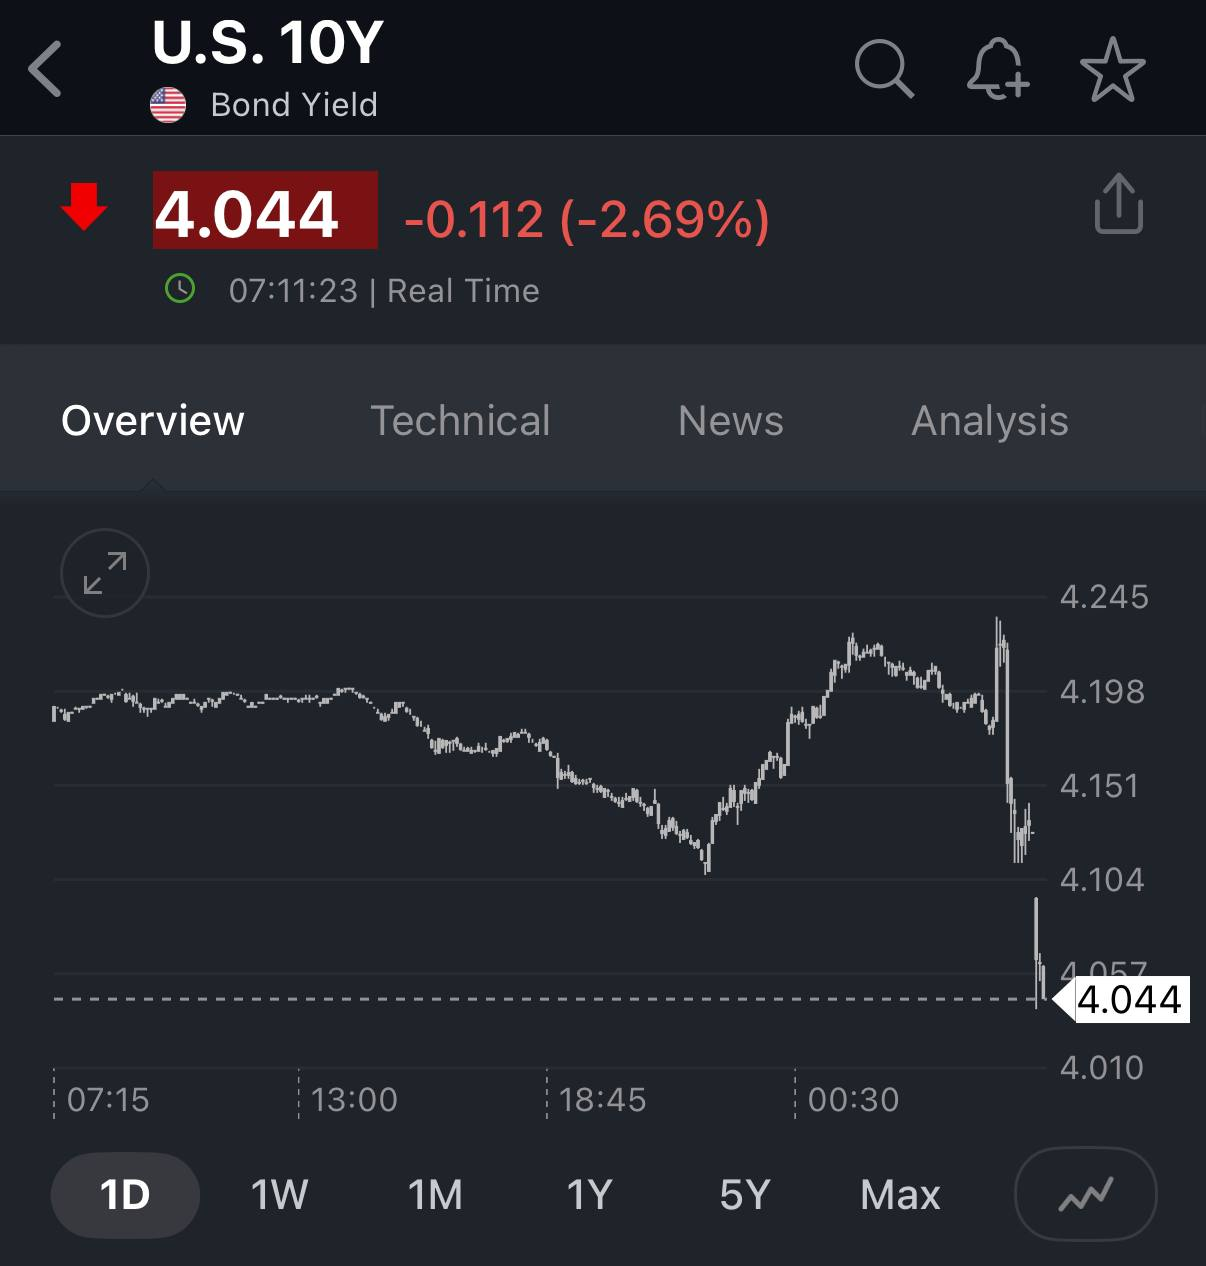 U.S. 10Y
Bond Yield
4.044 -0.112 (-2.69%)
07:11:23 | Real Time
Overview Technical News Analysis
4.245
4.198
4.151
4.104
4.057
4.044
4.010
07:15 13:00 18:45 00:30
1D 1W 1M 1Y 5Y Max